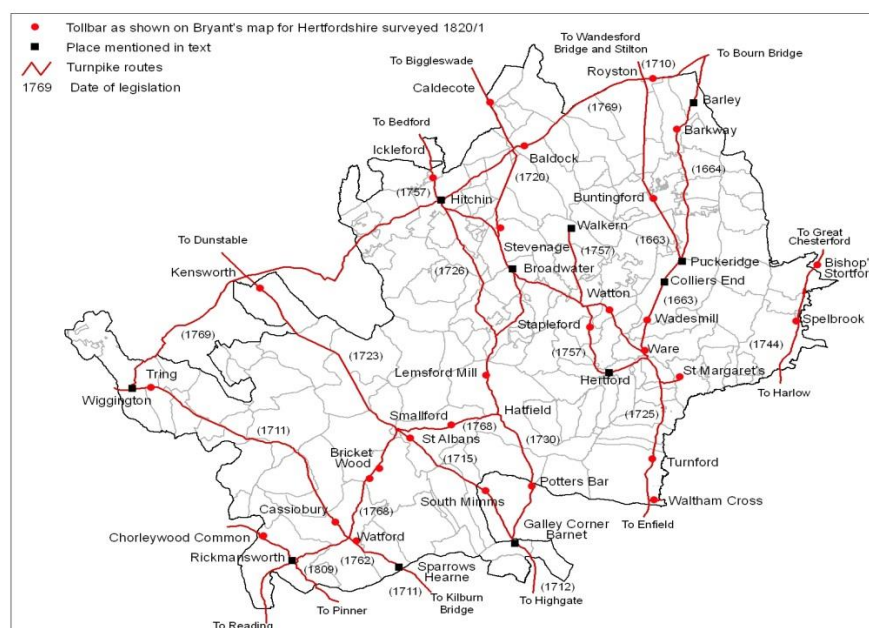 Tollbar as shown on Bryant's map for Hertfordshire surveyed 1820/1
Place mentioned in text
Turnpike routes
1769 Date of legislation
To Wandesford
Bridge and Stilton
To Bourn Bridge
(1710)
Royston
To Biggleswade
Caldecote
(1769)
Barley
Barkway
To Bedford
Ickleford
Baldock
(1720)
(1664)
(1757)
Hitchin
Buntingford
Walkern
(1757)
To Great
Chesterford
Stevenage
(1663)
Puckeridge
Bishop's
Stortford
To Dunstable
Kensworth
(1726)
Broadwater
Colliers End
(1663)
Watton
Stapleford
Wadesmill
Spelbrook
(1769)
(1723)
(1757)
Ware
(1744)
Tring
Lemsford Mill
Hertford
St Margaret's
To Harlow
Wiggington
(1725)
Smallford
Hatfield
(1768)
(1711)
St Albans
Bricket
Wood
(1715)
(1730)
Turnford
South Mimms
Potters Bar
Waltham Cross
Cassiobury
(1768)
To Enfield
Chorleywood Common
Watford
Galley Corner
Barnet
Rickmansworth
(1762)
Sparrows
Hearne
(1809)
(1711)
(1712)
To Kilburn
Bridge
To Highgate
To Pinner
To Reading